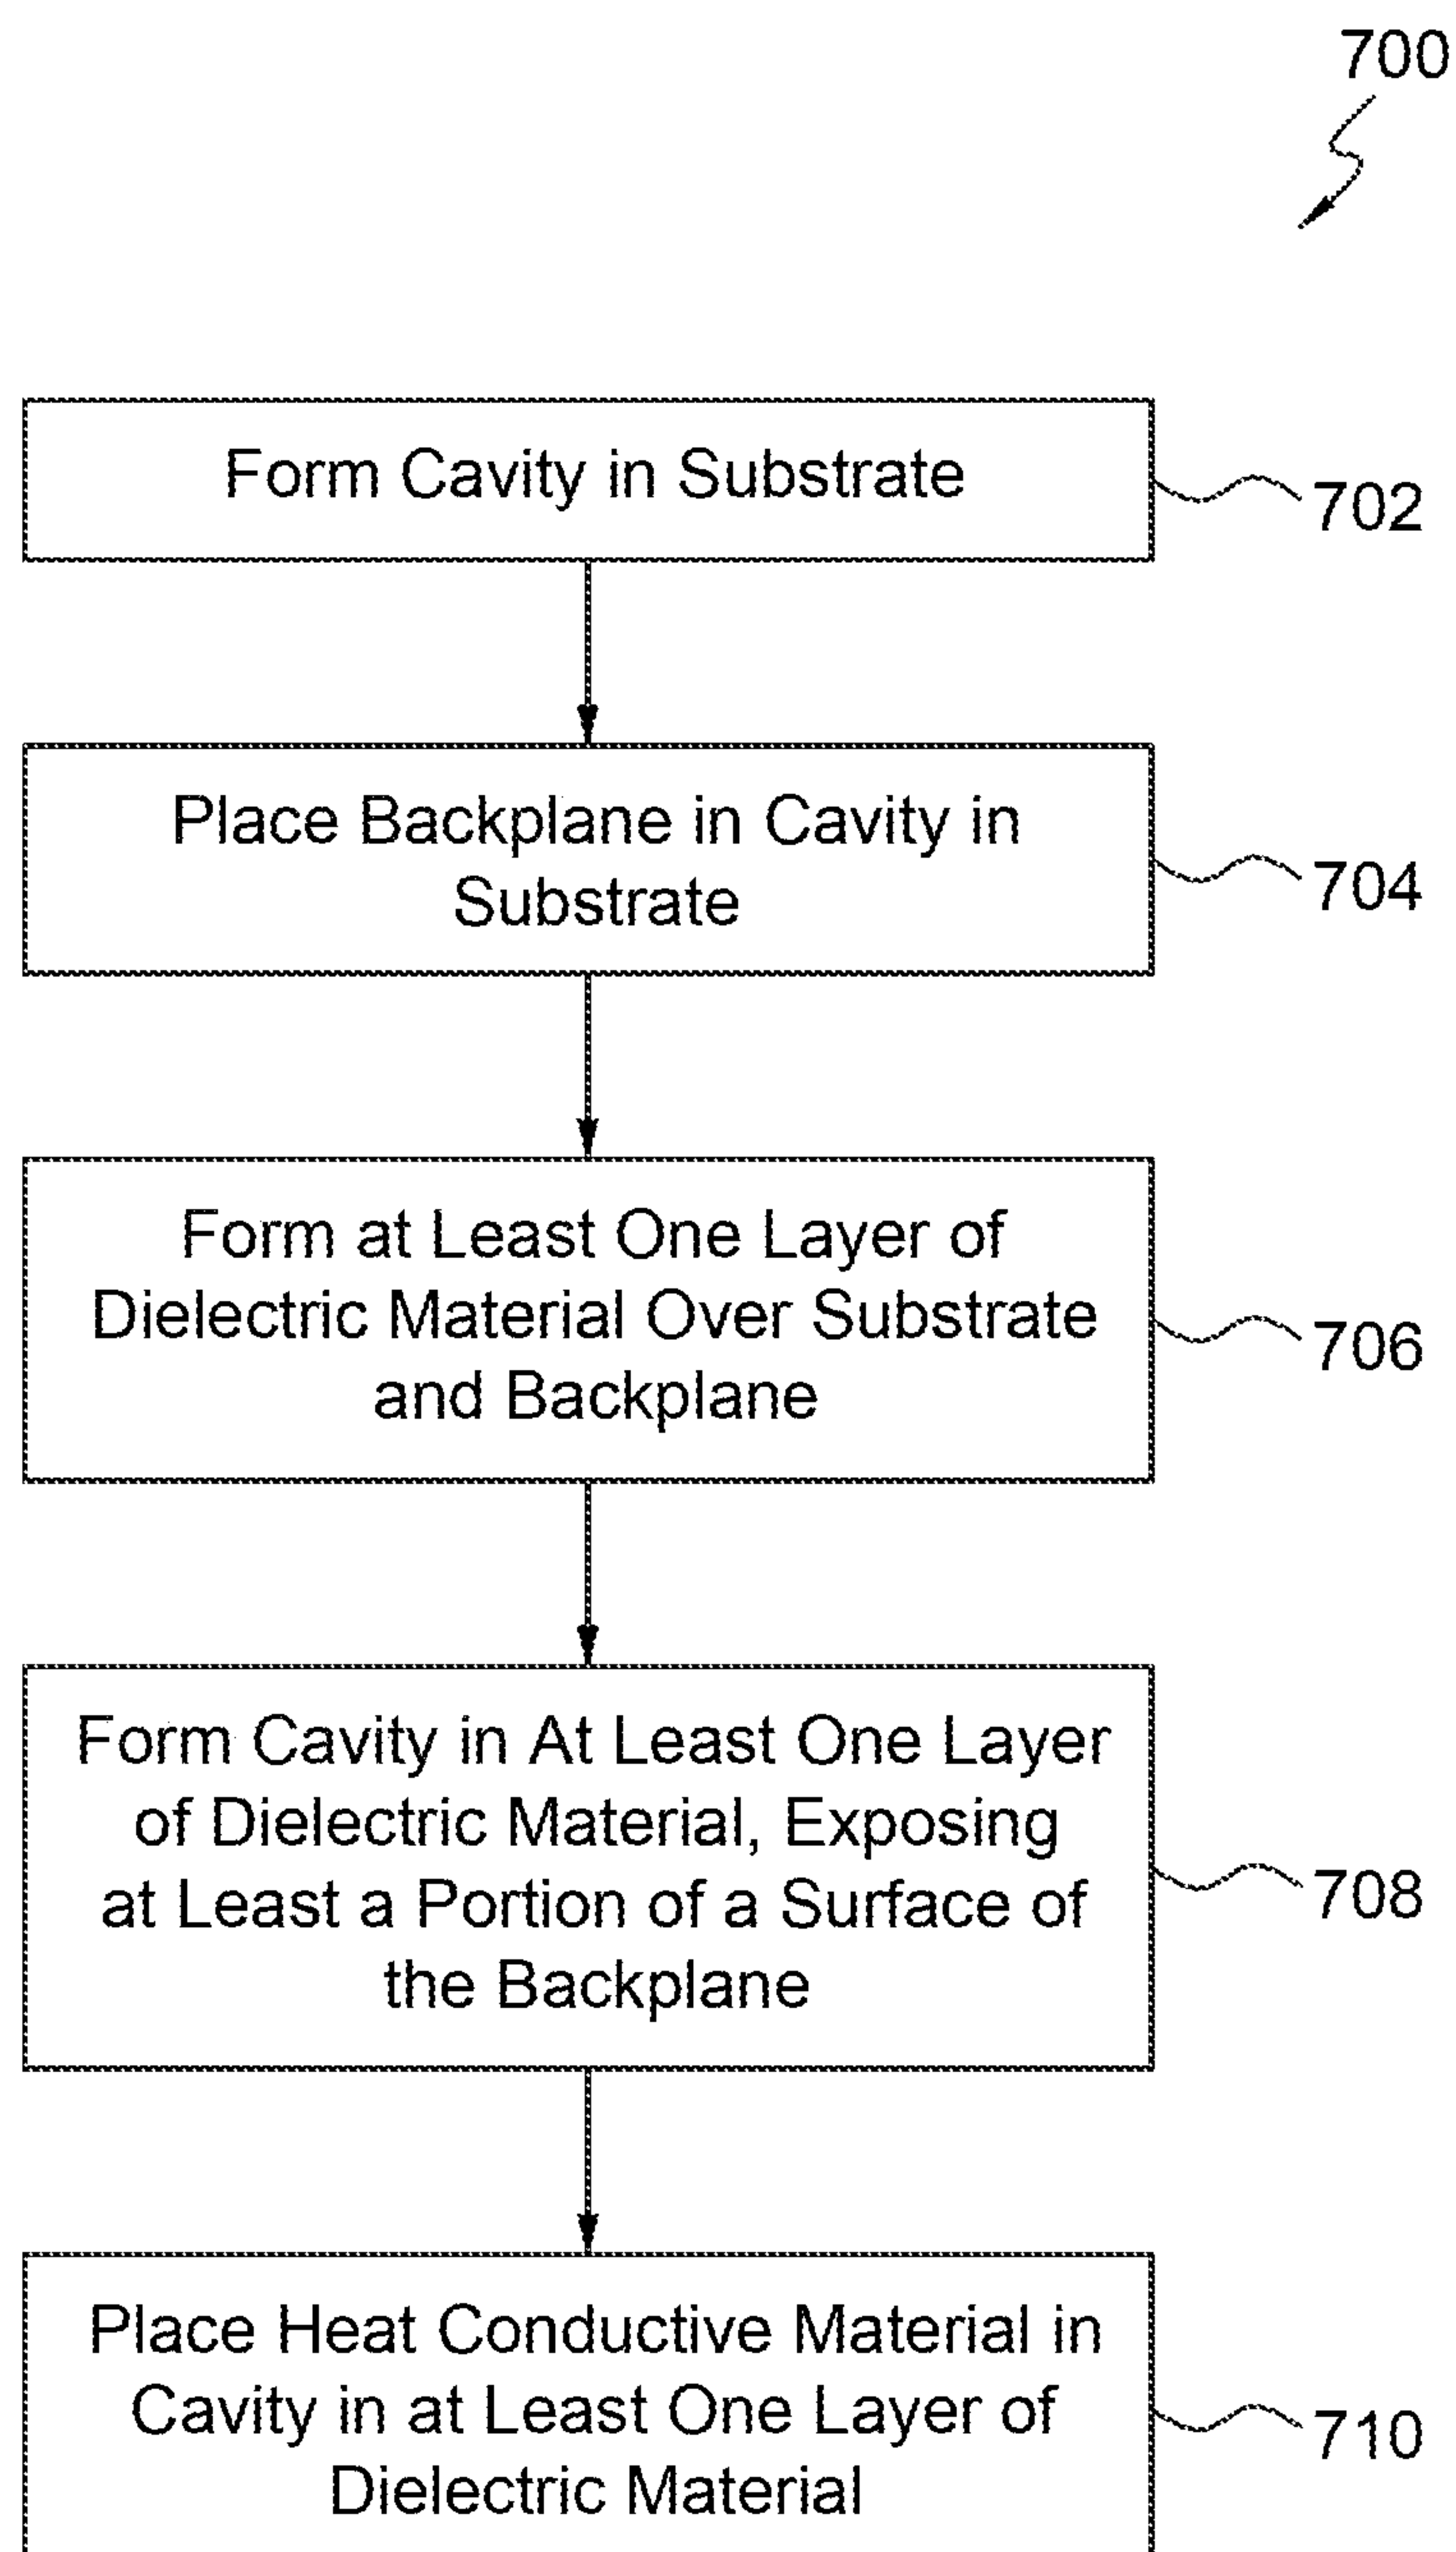 700
Form Cavity in Substrate
702
Place Backplane in Cavity in
Substrate
704
Form at Least One Layer of
Dielectric Material Over Substrate
and Backplane
706
Form Cavity in At Least One Layer
of Dielectric Material, Exposing
at Least a Portion of a Surface of
the Backplane
708
Place Heat Conductive Material in
Cavity in at Least One Layer of
Dielectric Material
710